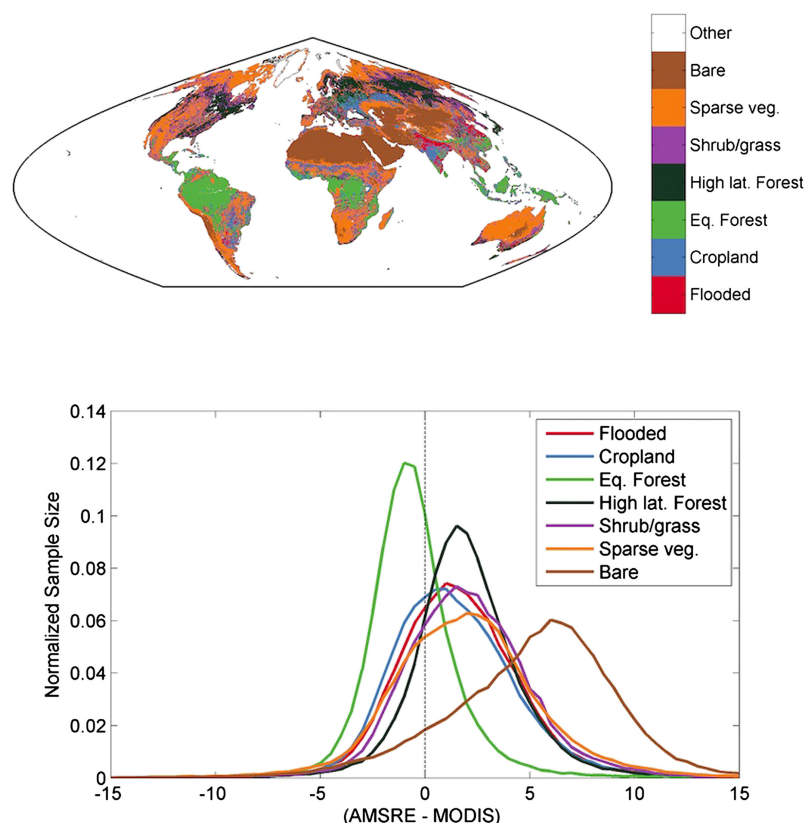 Other
Bare
Sparse veg.
Shrub/grass
High lat. Forest
Eq. Forest
Cropland
Flooded
0.14
0.12
0.1
0.08
0.06
0.04
0.02
0
Normalized Sample Size
Flooded
Cropland
Eq. Forest
High lat. Forest
Shrub/grass
Sparse veg.
Bare
-15 -10 -5 0 5 10 15
(AMSRE - MODIS)